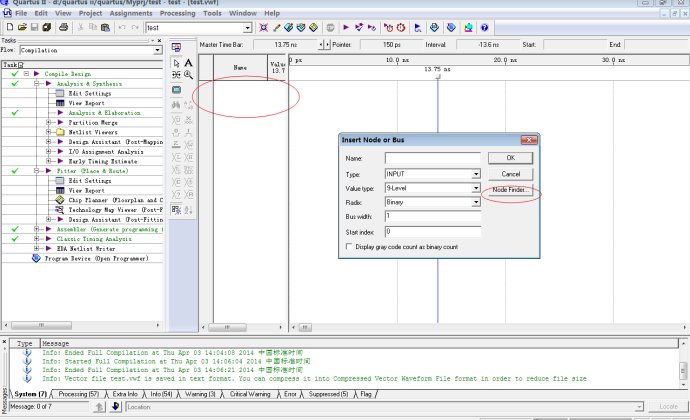 Quartus II - d:/quartus ii/quartus/Myprj/test - test - [test.vwf]
File Edit View Project Assignments Processing Tools Window Help
test
Tasks
Flow: Compilation
Task
Compile Design
Analysis & Synthesis
Edit Settings
View Report
Analysis & Elaboration
Partition Merge
Netlist Viewers
Design Assistant (Post-Mapping
I/O Assignment Analysis
Early Timing Estimate
Fitter (Place & Route)
Edit Settings
View Report
Chip Planner (Floorplan and C
Technology Map Viewer (Post-F
Design Assistant (Post-Fittin
Assembler (Generate programming f
Classic Timing Analysis
EDA Netlist Writer
Program Device (Open Programmer)
Master Time Bar: 13.75 ns Pointer: 150 ps Interval: -13.6 ns Start: End:
Name
Value
13.7
0 ps 10.0 ns 20.0 ns 30.0 ns
13.75 ns
Insert Node or Bus
Name: OK
Type: INPUT Cancel
Value type: 9-Level Node Finder...
Radix: Binary
Bus width: 1
Start index: 0
Display gray code count as binary count
Type Message
Info: Ended Full Compilation at Thu Apr 03 14:04:08 2014 中国标准时间
Info: Started Full Compilation at Thu Apr 03 14:06:04 2014 中国标准时间
Info: Ended Full Compilation at Thu Apr 03 14:06:21 2014 中国标准时间
Info: Vector file test.vwf is saved in text format. You can compress it into Compressed Vector Waveform File format in order to reduce file size
System (7) Processing (57) Extra Info Info (54) Warning (3) Critical Warning Error Suppressed (5) Flag
Messages
Message: 0 of 7 Location: Locate